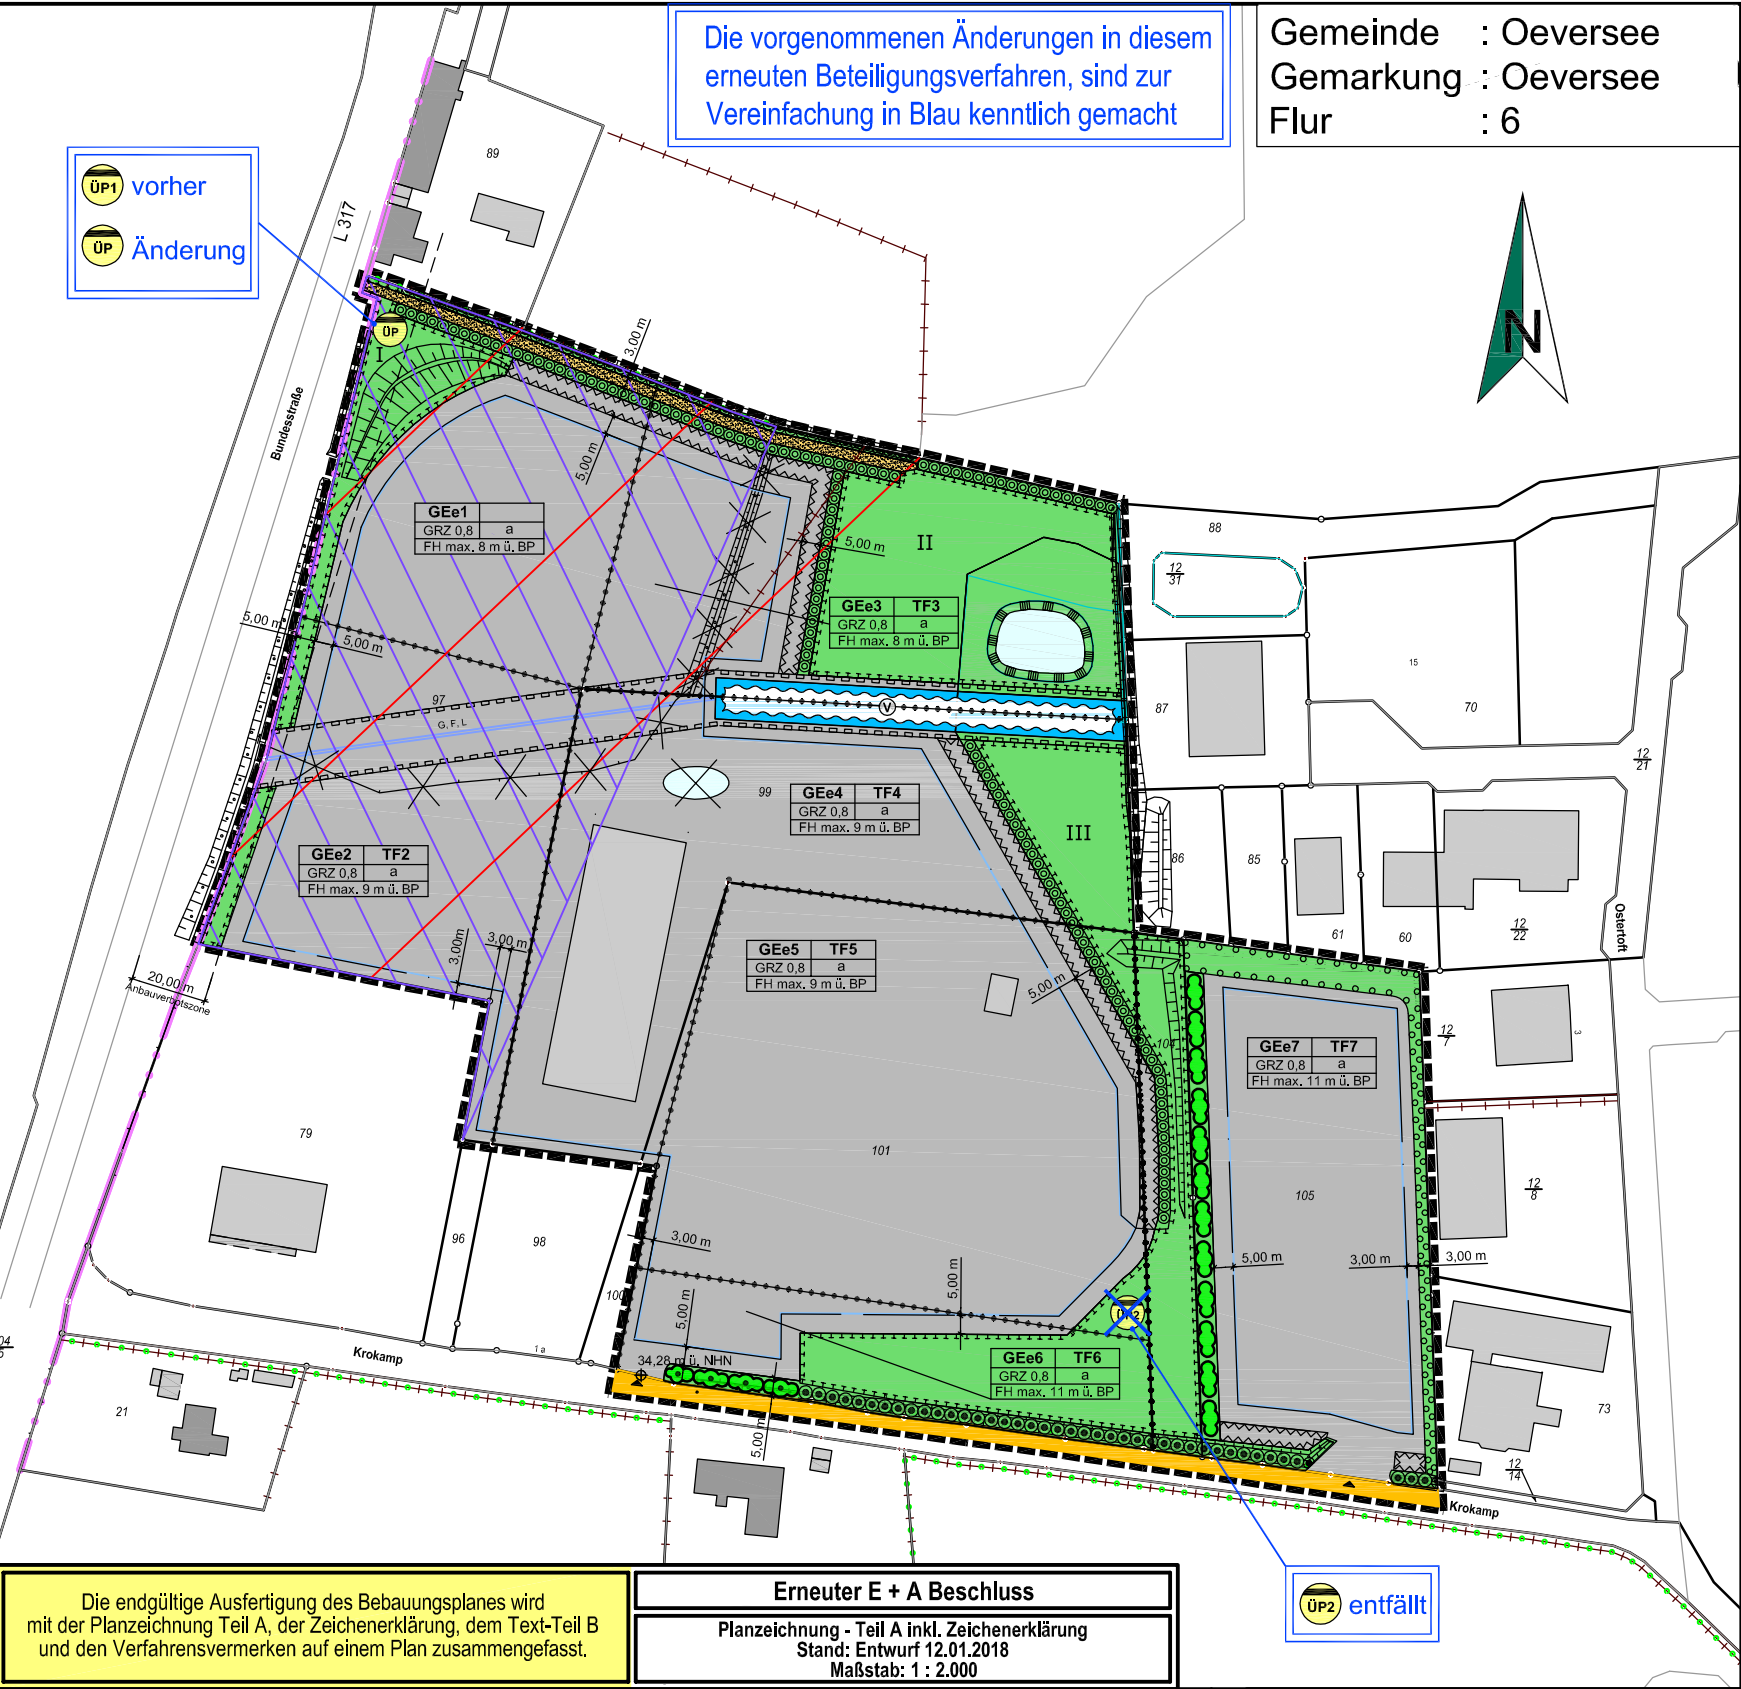 Die vorgenommenen Änderungen in diesem
erneuten Beteiligungsverfahren, sind zur
Vereinfachung in Blau kenntlich gemacht
Gemeinde : Oeversee
Gemarkung : Oeversee
Flur : 6
ÜP1 vorher
ÜP Änderung
89
L 317
N
ÜP
I
3,00 m
Bundesstraße
5,00 m
GEe1
GRZ 0,8 a
FH max. 8 m ü. BP
5,00 m
II
88
12
31
GEe3 TF3
GRZ 0,8 a
FH max. 8 m ü. BP
5,00 m
5,00 m
15
70
97
G, F, L
V
87
12
21
99
GEe4 TF4
GRZ 0,8 a
FH max. 9 m ü. BP
III
GEe2 TF2
GRZ 0,8 a
FH max. 9 m ü. BP
86
85
61
60
12
22
Ostertoft
3,00m
3,00 m
GEe5 TF5
GRZ 0,8 a
FH max. 9 m ü. BP
5,00 m
20,00 m
Anbauverbotszone
104
GEe7 TF7
GRZ 0,8 a
FH max. 11 m ü. BP
12
7
3
79
101
105
12
8
96
98
100
3,00 m
5,00 m
5,00 m
5,00 m
3,00 m
3,00 m
ÜP2
Krokamp
1 a
34,28 m ü. NHN
GEe6 TF6
GRZ 0,8 a
FH max. 11 m ü. BP
21
5,00 m
73
12
14
Krokamp
Die endgültige Ausfertigung des Bebauungsplanes wird
mit der Planzeichnung Teil A, der Zeichenerklärung, dem Text-Teil B
und den Verfahrensvermerken auf einem Plan zusammengefasst.
Erneuter E + A Beschluss
Planzeichnung - Teil A inkl. Zeichenerklärung
Stand: Entwurf 12.01.2018
Maßstab: 1 : 2.000
ÜP2 entfällt